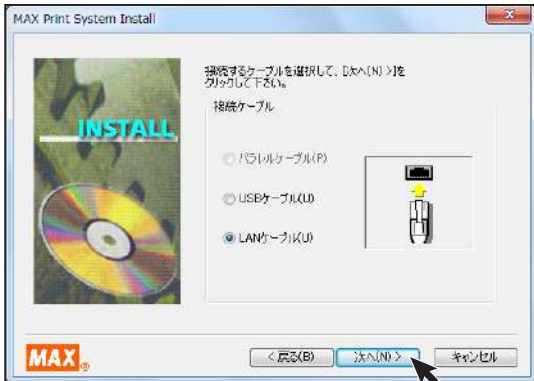 MAX Print System Install
接続するケーブルを選択して、[次へ(N) >]を
クリックして下さい。
接続ケーブル
INSTALL
パラレルケーブル(P)
USBケーブル(U)
LANケーブル(U)
MAX®
< 戻る(B)
次へ(N) >
キャンセル